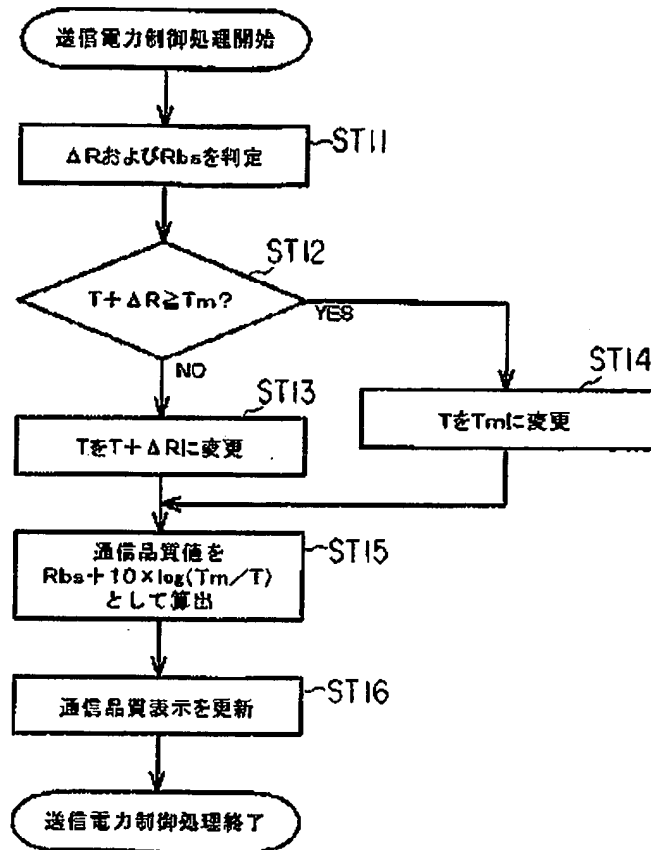 送信電力制御処理開始
ΔRおよびRbsを判定
ST11
ST12
T+ΔR≧Tm?
YES
NO
ST13
TをT+ΔRに変更
ST14
TをTmに変更
通信品質値を
Rbs+10×log(Tm/T)
として算出
ST15
通信品質表示を更新
ST16
送信電力制御処理終了